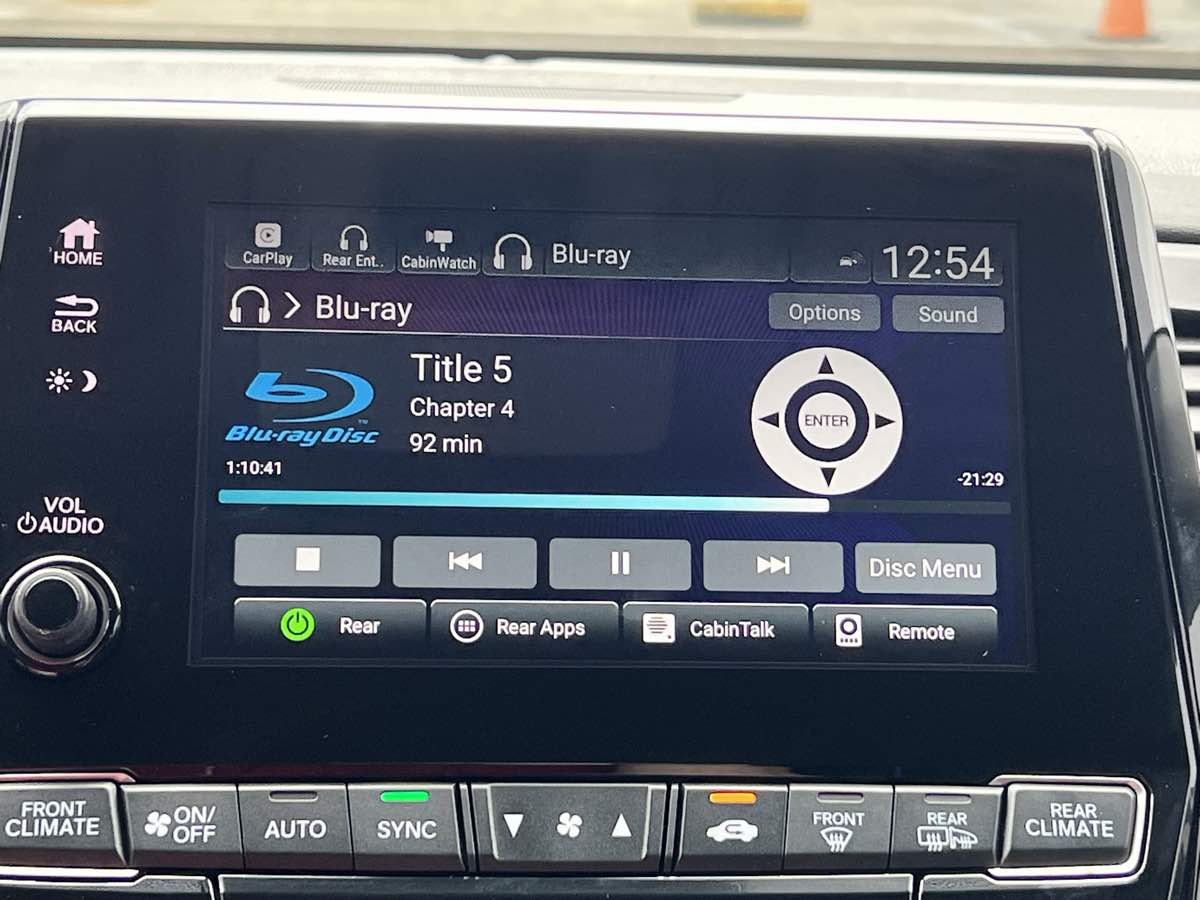 HOME
BACK
VOL
AUDIO
CarPlay
Rear Ent..
CabinWatch
Blu-ray
12:54
Blu-ray
Options
Sound
Blu-ray Disc
TM
Title 5
Chapter 4
92 min
ENTER
1:10:41
-21:29
Disc Menu
Rear
Rear Apps
CabinTalk
Remote
FRONT
CLIMATE
ON/
OFF
AUTO
SYNC
FRONT
REAR
REAR
CLIMATE